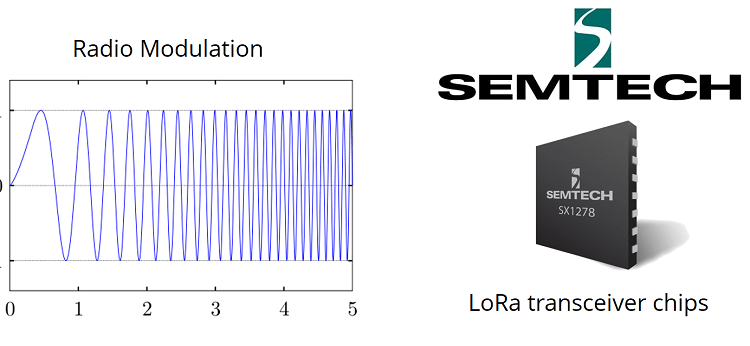 Radio Modulation
0
0 1 2 3 4 5
SEMTECH
SEMTECH
SX1278
LoRa transceiver chips